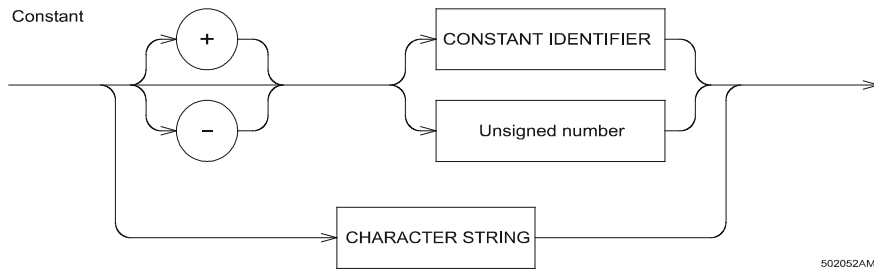 Constant
+
CONSTANT IDENTIFIER
-
Unsigned number
CHARACTER STRING
502052AM